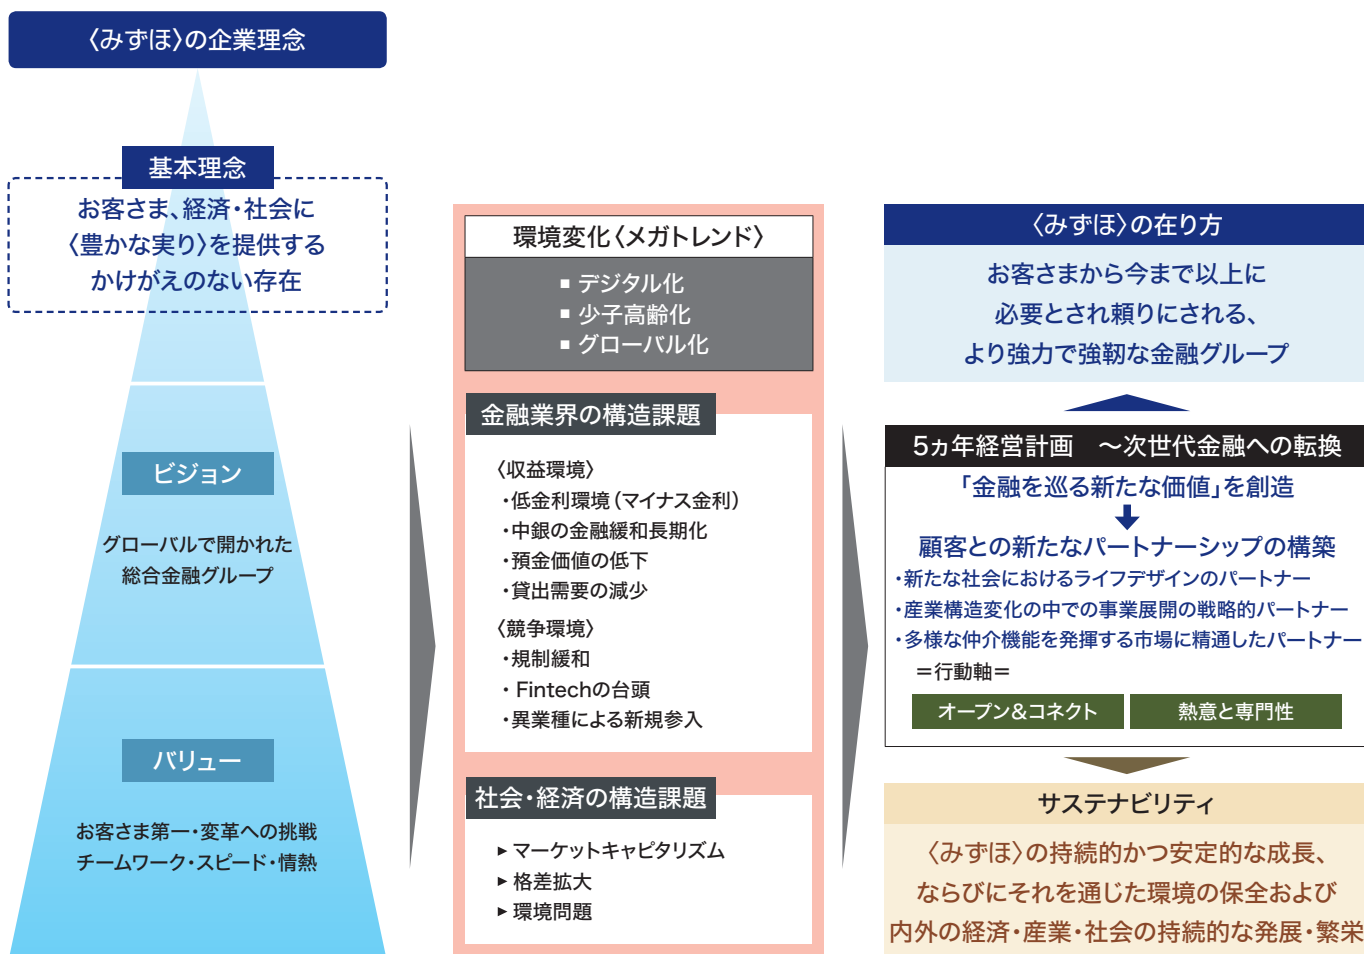 〈みずほ〉の企業理念
基本理念
お客さま、経済・社会に
〈豊かな実り〉を提供する
かけがえのない存在
ビジョン
グローバルで開かれた
総合金融グループ
バリュー
お客さま第一・変革への挑戦
チームワーク・スピード・情熱
環境変化〈メガトレンド〉
■ デジタル化
■ 少子高齢化
■ グローバル化
金融業界の構造課題
〈収益環境〉
・低金利環境（マイナス金利）
・中銀の金融緩和長期化
・預金価値の低下
・貸出需要の減少
〈競争環境〉
・規制緩和
・Fintechの台頭
・異業種による新規参入
社会・経済の構造課題
▶ マーケットキャピタリズム
▶ 格差拡大
▶ 環境問題
〈みずほ〉の在り方
お客さまから今まで以上に
必要とされ頼りにされる、
より強力で強靭な金融グループ
5ヵ年経営計画　～次世代金融への転換
「金融を巡る新たな価値」を創造
顧客との新たなパートナーシップの構築
・新たな社会におけるライフデザインのパートナー
・産業構造変化の中での事業展開の戦略的パートナー
・多様な仲介機能を発揮する市場に精通したパートナー
＝行動軸＝
オープン＆コネクト
熱意と専門性
サステナビリティ
〈みずほ〉の持続的かつ安定的な成長、
ならびにそれを通じた環境の保全および
内外の経済・産業・社会の持続的な発展・繁栄